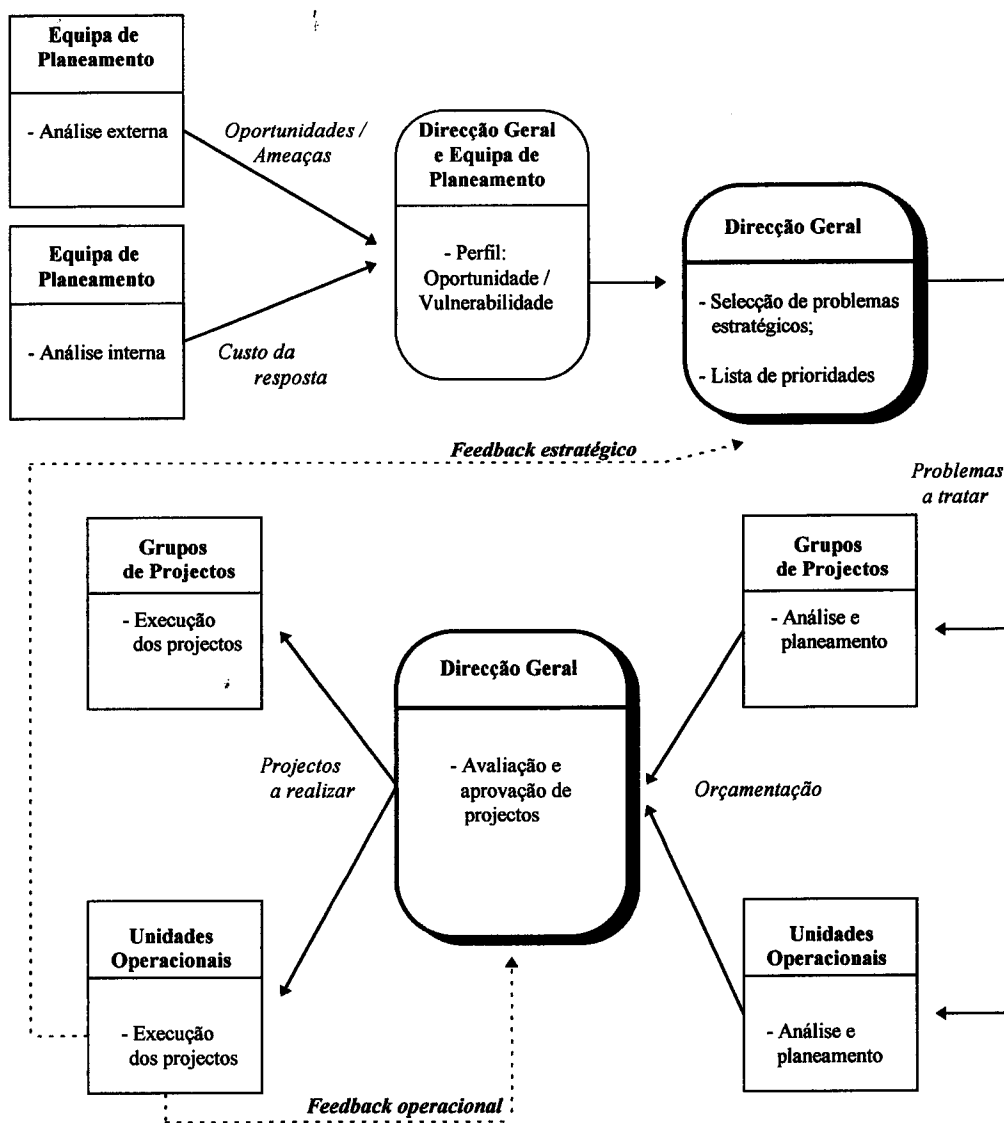 Equipa de
Planeamento
- Análise externa
Oportunidades /
Ameaças
Direcção Geral
e Equipa de
Planeamento
- Perfil:
Oportunidade /
Vulnerabilidade
Direcção Geral
- Selecção de problemas
estratégicos;
- Lista de prioridades
Equipa de
Planeamento
- Análise interna
Custo da
resposta
Feedback estratégico
Problemas
a tratar
Grupos
de Projectos
- Execução
dos projectos
Grupos
de Projectos
- Análise e
planeamento
Direcção Geral
- Avaliação e
aprovação de
projectos
Projectos
a realizar
Orçamentação
Unidades
Operacionais
- Execução
dos projectos
Unidades
Operacionais
- Análise e
planeamento
Feedback operacional